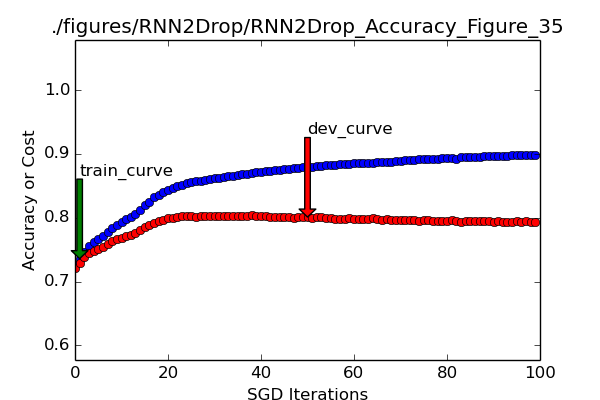 ./figures/RNN2Drop/RNN2Drop_Accuracy_Figure_35
1.0
0.9
0.8
0.7
0.6
Accuracy or Cost
train_curve
dev_curve
0
20
40
60
80
100
SGD Iterations